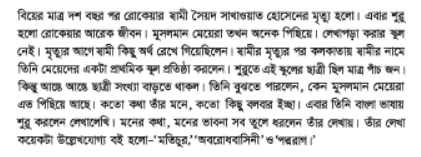 বিয়ের মাত্র দশ বছর পর রোকেয়ার স্বামী সৈয়দ সাখাওয়াত হোসেনের মৃত্যু হলো। এবার শুরু
হলো রোকেয়ার আরেক জীবন। মুসলমান মেয়েরা তখন অনেক পিছিয়ে। লেখাপড়া করার স্কুল
নেই। মৃত্যুর আগে স্বামী কিছু অর্থ রেখে গিয়েছিলেন। স্বামীর মৃত্যুর পর কলকাতায় স্বামীর নামে
তিনি মেয়েদের একটা প্রাথমিক স্কুল প্রতিষ্ঠা করলেন। শুরুতে এই স্কুলের ছাত্রী ছিল মাত্র পাঁচ জন।
কিন্তু আস্তে আস্তে ছাত্রী সংখ্যা বাড়তে থাকল। তিনি বুঝতে পারলেন, কেন মুসলমান মেয়েরা
এত পিছিয়ে আছে। কতো কথা তাঁর মনে, কতো কিছু বলবার ইচ্ছা। এবার তিনি বাংলা ভাষায়
শুরু করলেন লেখালেখি। মনের কথা, মনের ভাবনা সব তুলে ধরলেন তাঁর লেখায়। তাঁর লেখা
কয়েকটা উল্লেখযোগ্য বই হলো-‘মতিচুর,’ ‘অবরোধবাসিনী’ ও ‘পদ্মরাগ।’